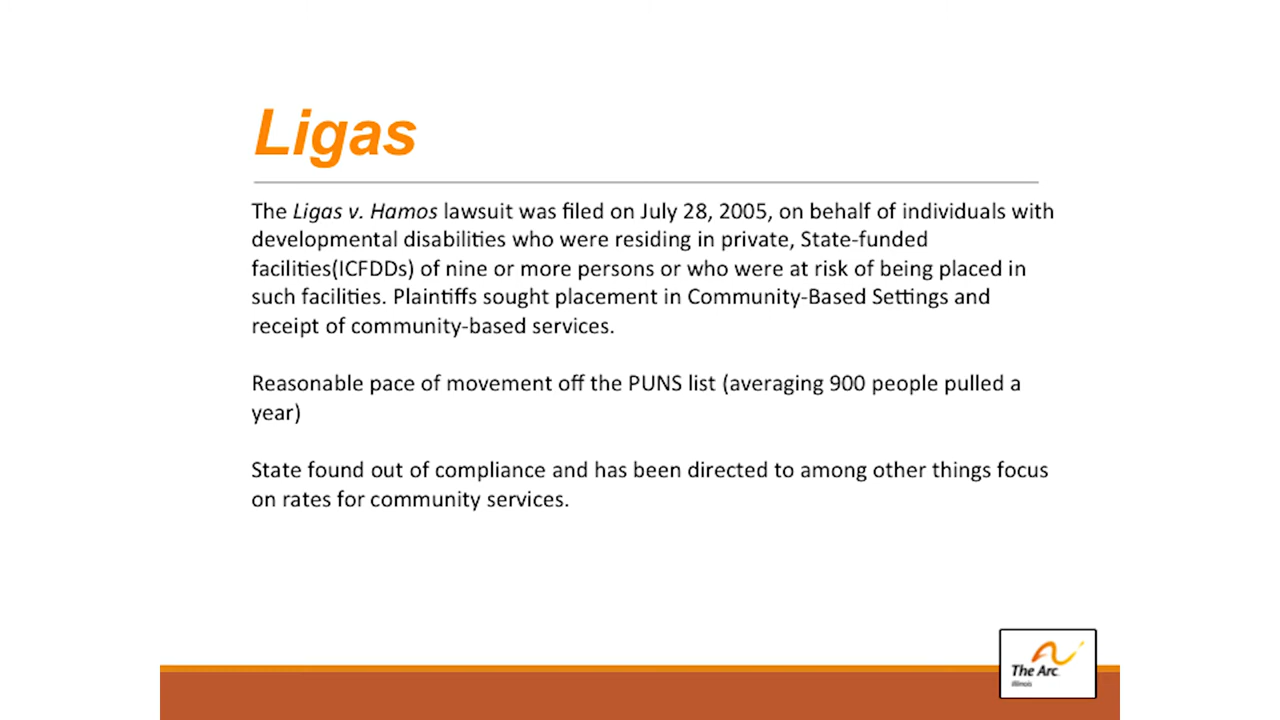 Ligas
The Ligas v. Hamos lawsuit was filed on July 28, 2005, on behalf of individuals with
developmental disabilities who were residing in private, State-funded
facilities(ICFDDs) of nine or more persons or who were at risk of being placed in
such facilities. Plaintiffs sought placement in Community-Based Settings and
receipt of community-based services.
Reasonable pace of movement off the PUNS list (averaging 900 people pulled a
year)
State found out of compliance and has been directed to among other things focus
on rates for community services.
The Arc
Illinois